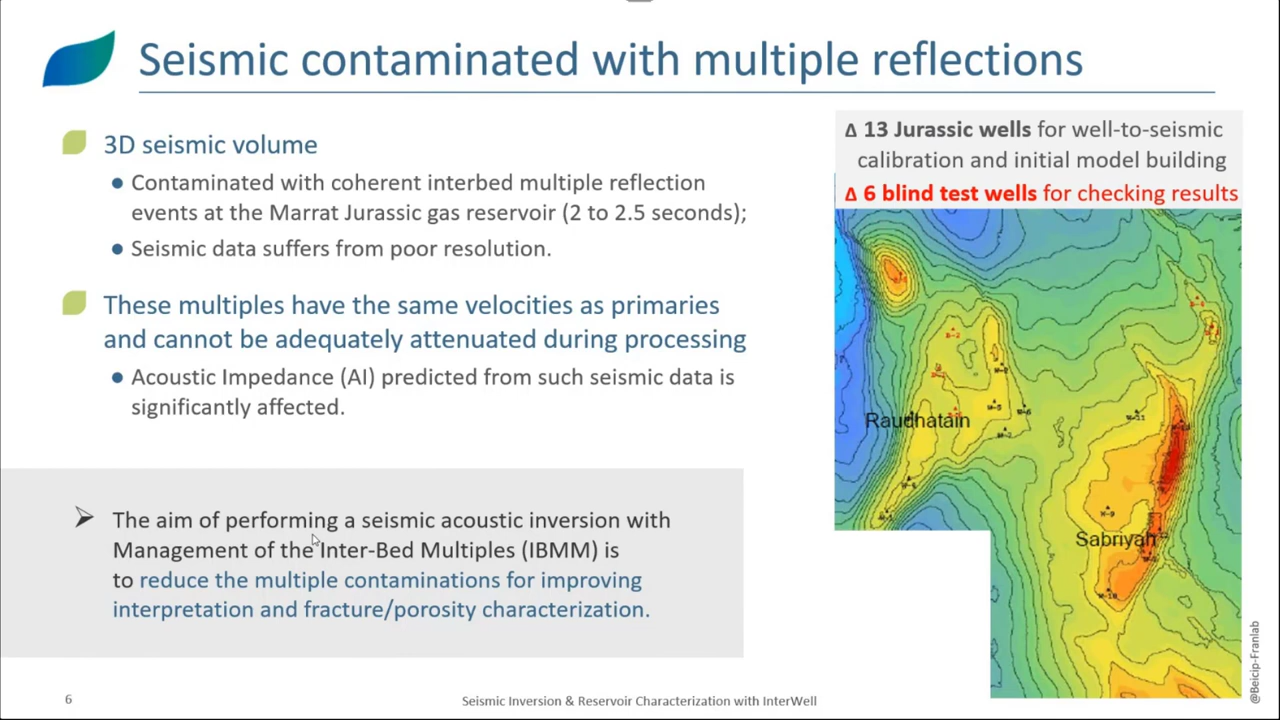 Seismic contaminated with multiple reflections
3D seismic volume
Contaminated with coherent interbed multiple reflection
events at the Marrat Jurassic gas reservoir (2 to 2.5 seconds);
Seismic data suffers from poor resolution.
These multiples have the same velocities as primaries
and cannot be adequately attenuated during processing
Acoustic Impedance (AI) predicted from such seismic data is
significantly affected.
The aim of performing a seismic acoustic inversion with
Management of the Inter-Bed Multiples (IBMM) is
to reduce the multiple contaminations for improving
interpretation and fracture/porosity characterization.
Δ 13 Jurassic wells for well-to-seismic
calibration and initial model building
Δ 6 blind test wells for checking results
Raudhatain
Sabriyah
W-11
W-9
W-10
@Beicip-Franlab
6
Seismic Inversion & Reservoir Characterization with InterWell